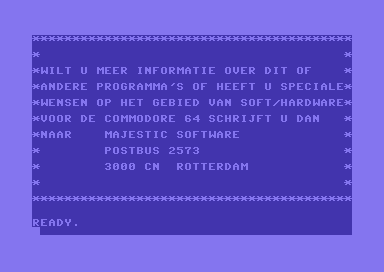 ****************************************
*                                      *
*WILT U MEER INFORMATIE OVER DIT OF    *
*ANDERE PROGRAMMA'S OF HEEFT U SPECIALE*
*WENSEN OP HET GEBIED VAN SOFT/HARDWARE*
*VOOR DE COMMODORE 64 SCHRIJFT U DAN   *
*NAAR    MAJESTIC SOFTWARE             *
*        POSTBUS 2573                  *
*        3000 CN  ROTTERDAM            *
*                                      *
****************************************
READY.